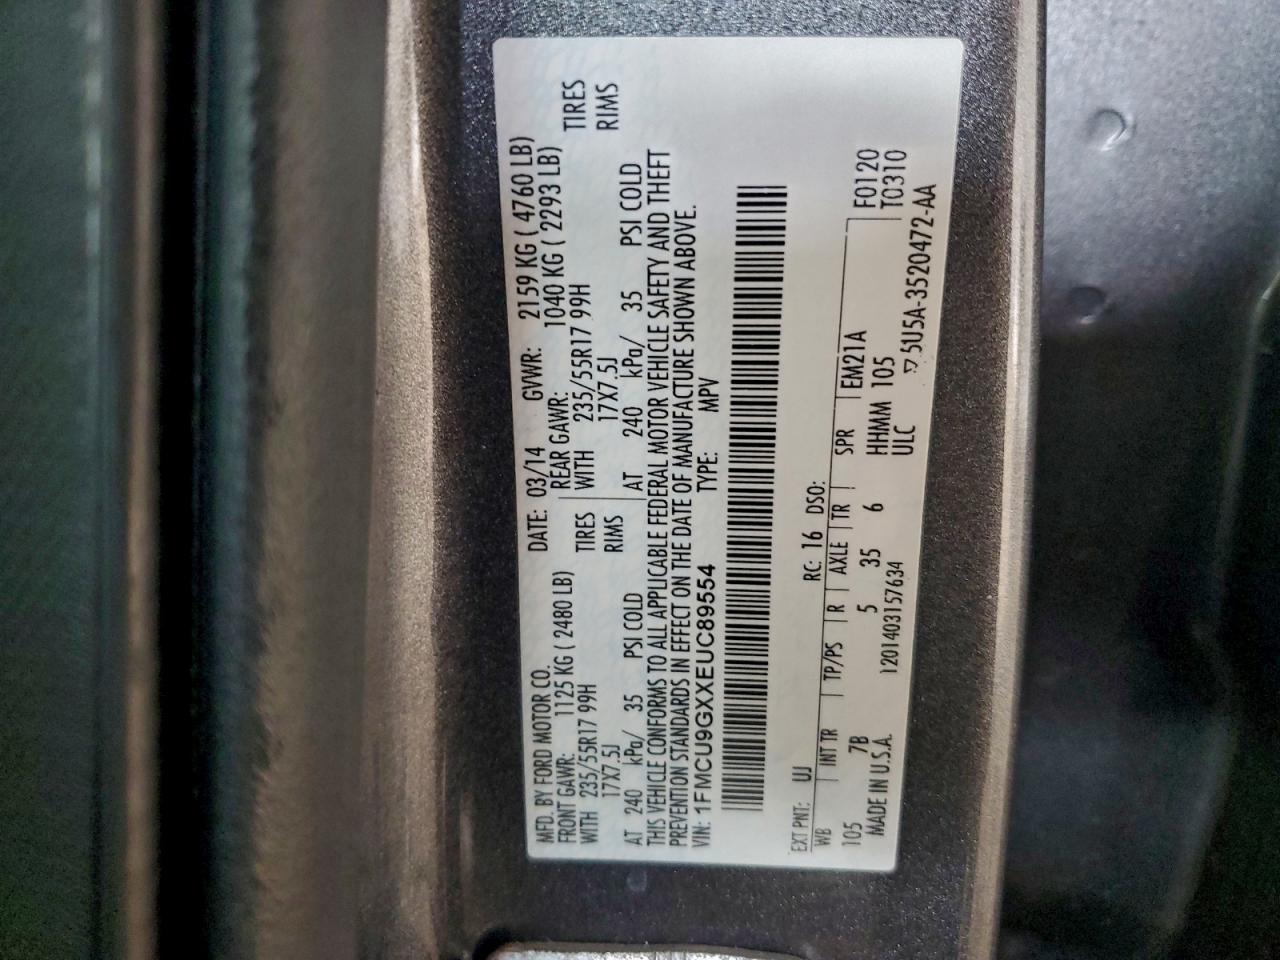 MFD. BY FORD MOTOR CO. DATE: 03/14 GVWR: 2159 KG ( 4760 LB)
FRONT GAWR: 1125 KG ( 2480 LB) REAR GAWR: 1040 KG ( 2293 LB)
WITH 235/55R17 99H TIRES WITH 235/55R17 99H TIRES
17X7.5J RIMS 17X7.5J RIMS
AT 240 kPa/ 35 PSI COLD AT 240 kPa/ 35 PSI COLD
THIS VEHICLE CONFORMS TO ALL APPLICABLE FEDERAL MOTOR VEHICLE SAFETY AND THEFT
PREVENTION STANDARDS IN EFFECT ON THE DATE OF MANUFACTURE SHOWN ABOVE.
VIN: 1FMCU9GXXEUC89554 TYPE: MPV
EXT PNT: UJ RC: 16 DSO:
WB INT TR TP/PS R AXLE TR SPR EM21A F0120
105 7B 5 35 6 HHMM 105 T0310
MADE IN U.S.A. 1201403157634 ULC 5U5A-3520472-AA